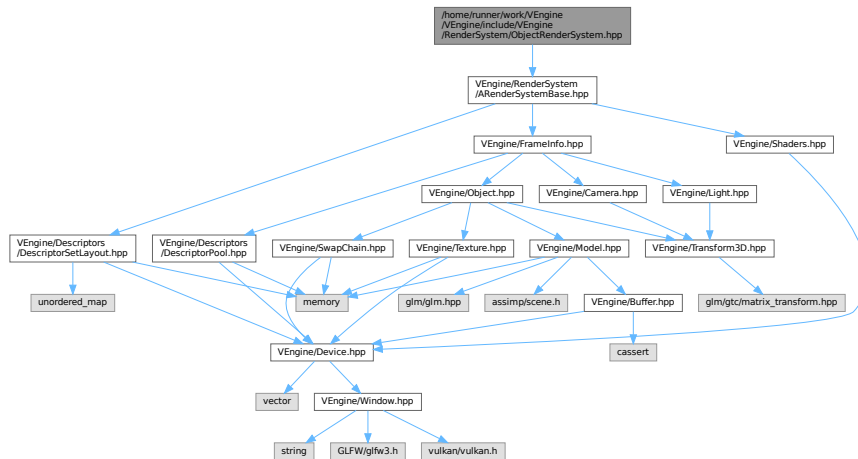 /home/runner/work/VEngine
/VEngine/include/VEngine
/RenderSystem/ObjectRenderSystem.hpp
VEngine/RenderSystem
/ARenderSystemBase.hpp
VEngine/FrameInfo.hpp
VEngine/Shaders.hpp
VEngine/Object.hpp
VEngine/Camera.hpp
VEngine/Light.hpp
VEngine/Descriptors
/DescriptorSetLayout.hpp
VEngine/Descriptors
/DescriptorPool.hpp
VEngine/SwapChain.hpp
VEngine/Texture.hpp
VEngine/Model.hpp
VEngine/Transform3D.hpp
unordered_map
memory
glm/glm.hpp
assimp/scene.h
VEngine/Buffer.hpp
glm/gtc/matrix_transform.hpp
VEngine/Device.hpp
cassert
vector
VEngine/Window.hpp
string
GLFW/glfw3.h
vulkan/vulkan.h